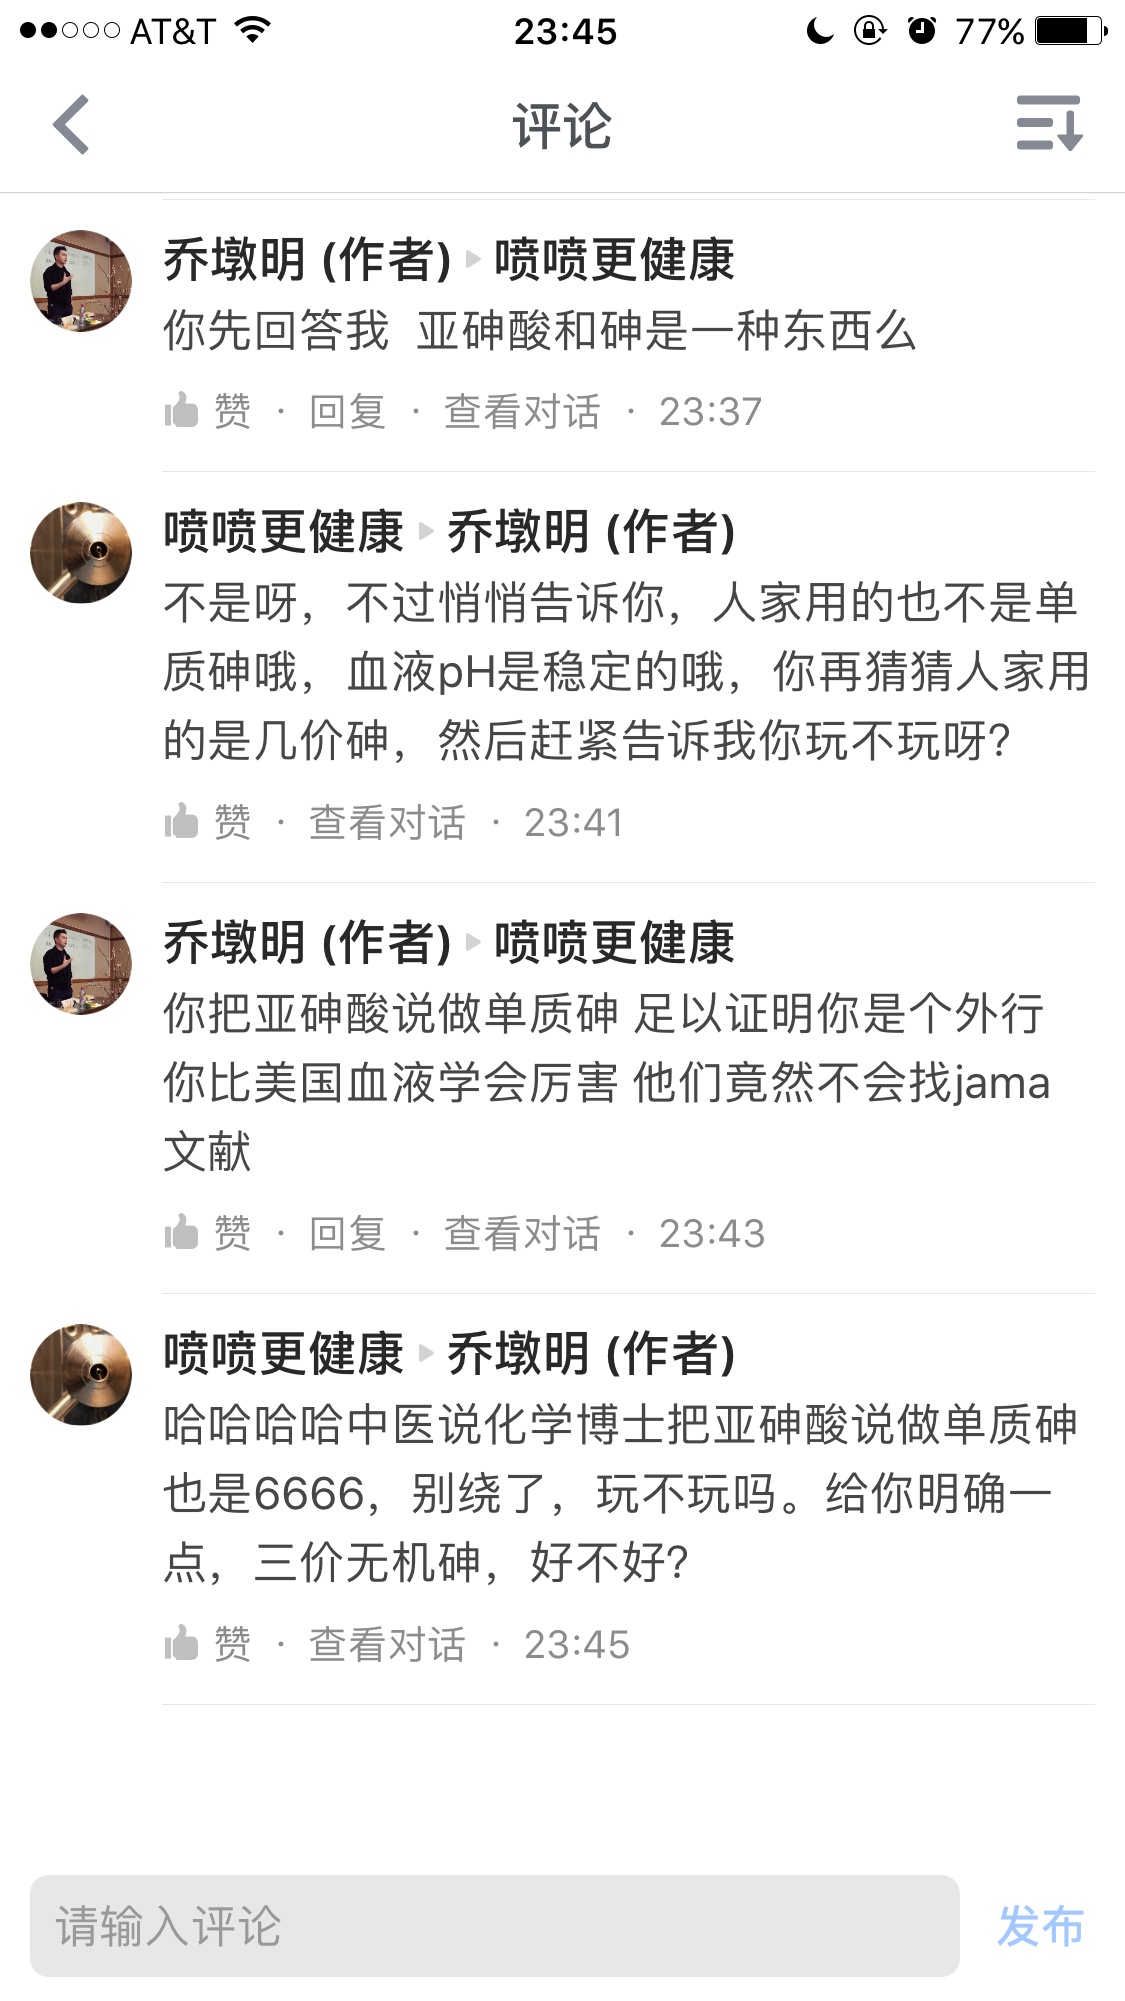 AT&T 23:45 77%
评论
乔墩明 (作者) 喷喷更健康
你先回答我 亚砷酸和砷是一种东西么
赞 · 回复 · 查看对话 · 23:37
喷喷更健康 乔墩明 (作者)
不是呀，不过悄悄告诉你，人家用的也不是单
质砷哦，血液pH是稳定的哦，你再猜猜人家用
的是几价砷，然后赶紧告诉我你玩不玩呀?
赞 · 查看对话 · 23:41
乔墩明 (作者) 喷喷更健康
你把亚砷酸说做单质砷 足以证明你是个外行
你比美国血液学会厉害 他们竟然不会找jama
文献
赞 · 回复 · 查看对话 · 23:43
喷喷更健康 乔墩明 (作者)
哈哈哈哈中医说化学博士把亚砷酸说做单质砷
也是6666，别绕了，玩不玩吗。给你明确一
点，三价无机砷，好不好?
赞 · 查看对话 · 23:45
请输入评论 发布